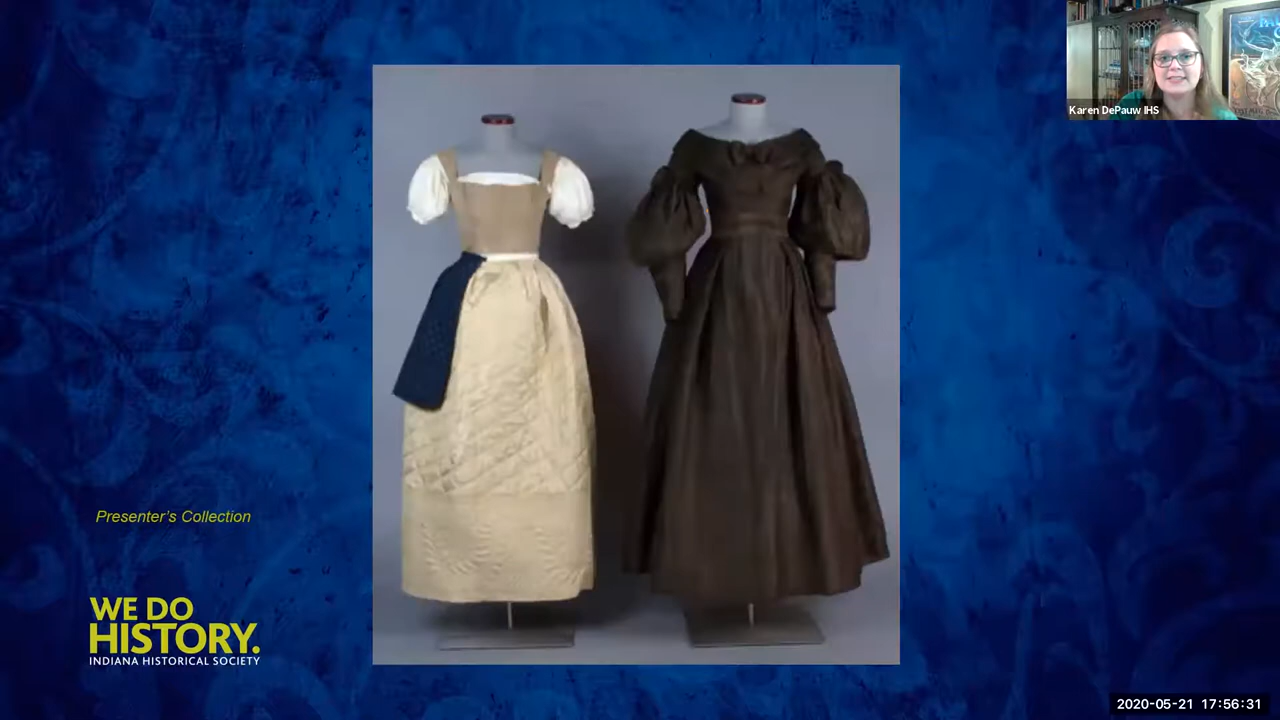 Karen DePauw IHS
Presenter's Collection
WE DO
HISTORY.
INDIANA HISTORICAL SOCIETY
2020-05-21 17:56:31